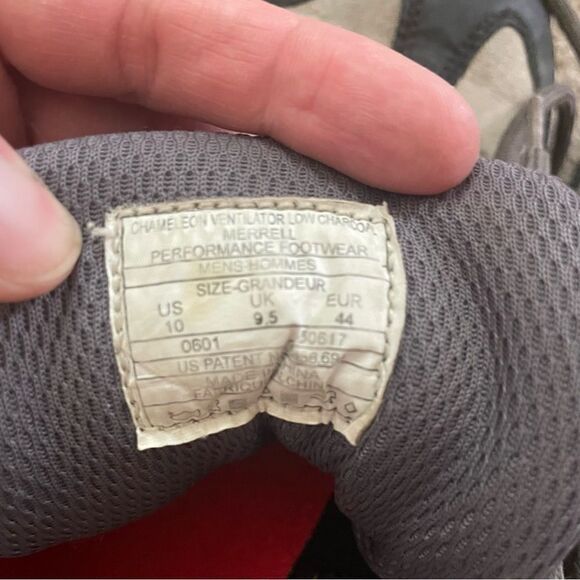 CHAMELEON VENTILATOR LOW CHARCOAL
MERRELL
PERFORMANCE FOOTWEAR
MENS-HOMMES
SIZE-GRANDEUR
US UK EUR
10 9.5 44
0601 50617
US PATENT
MADE IN CHINA